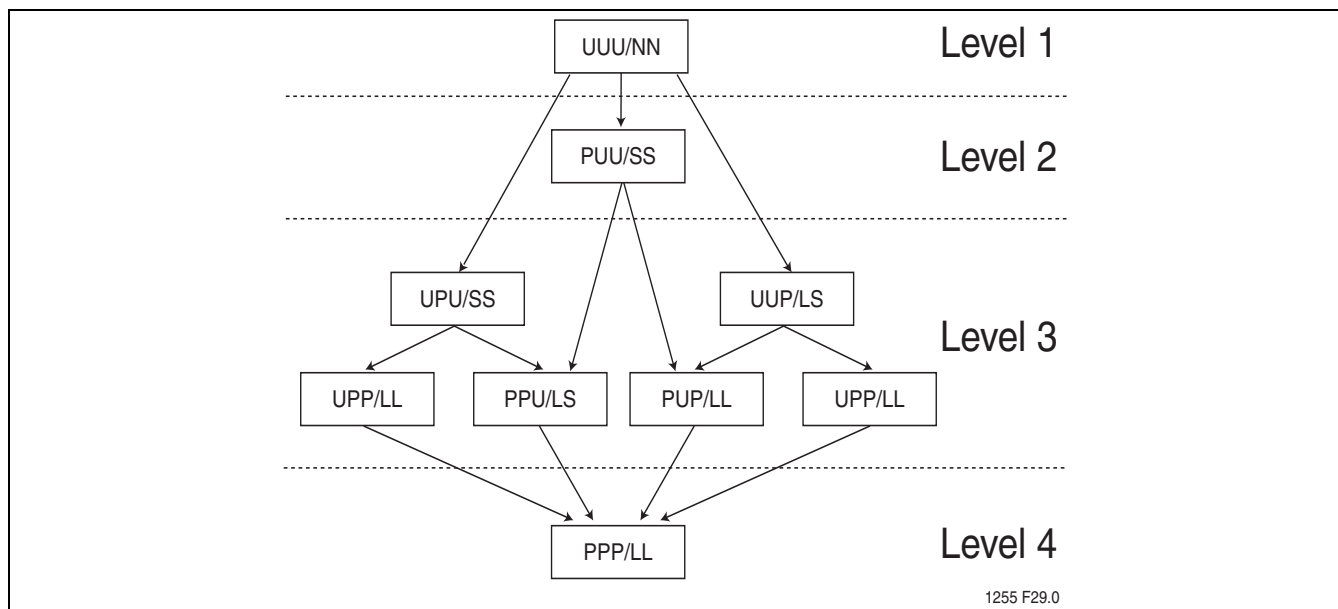 UUU/NN
Level 1
PUU/SS
Level 2
UPU/SS
UUP/LS
Level 3
UPP/LL
PPU/LS
PUP/LL
UPP/LL
PPP/LL
Level 4
1255 F29.0